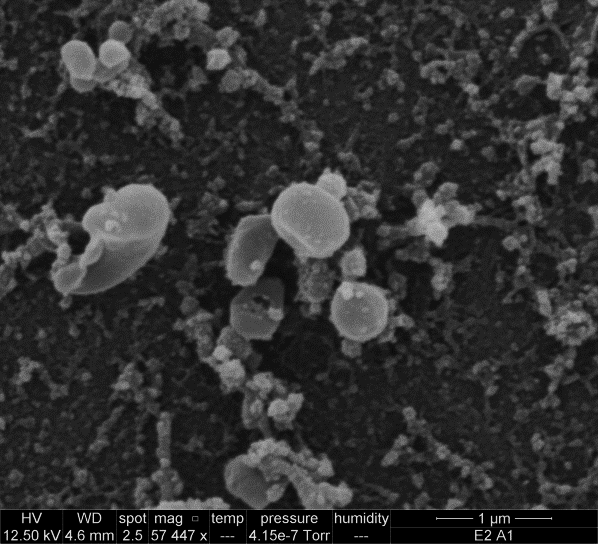 HV WD spot mag □ temp pressure humidity 1 µm
12.50 kV 4.6 mm 2.5 57 447 x --- 4.15e-7 Torr --- E2 A1